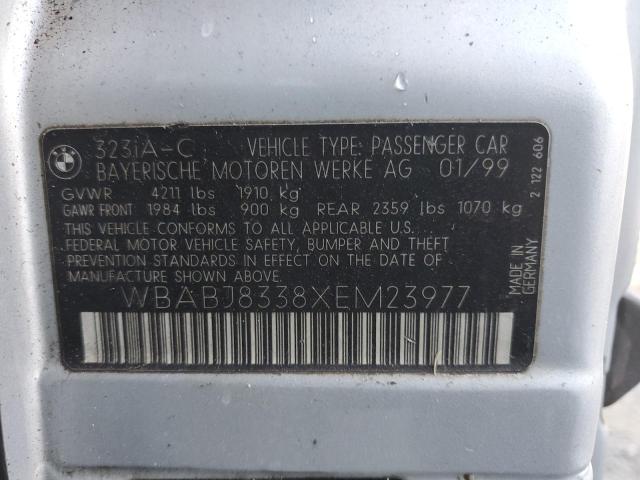 BMW
323iA-C VEHICLE TYPE: PASSENGER CAR
BAYERISCHE MOTOREN WERKE AG 01/99
GVWR 4211 lbs 1910 kg
GAWR FRONT 1984 lbs 900 kg REAR 2359 lbs 1070 kg
THIS VEHICLE CONFORMS TO ALL APPLICABLE U.S.
FEDERAL MOTOR VEHICLE SAFETY, BUMPER AND THEFT
PREVENTION STANDARDS IN EFFECT ON THE DATE OF
MANUFACTURE SHOWN ABOVE.
WBABJ8338XEM23977
MADE IN
GERMANY
2 122 606